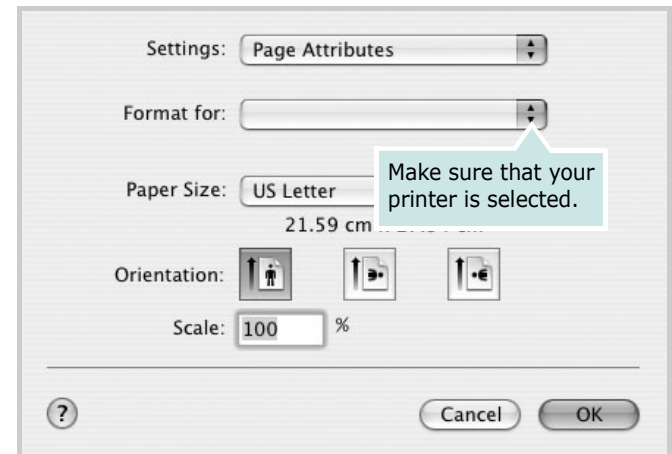 Settings: Page Attributes
Format for:
Make sure that your
printer is selected.
Paper Size: US Letter
21.59 cm
Orientation:
Scale: 100 %
? Cancel OK